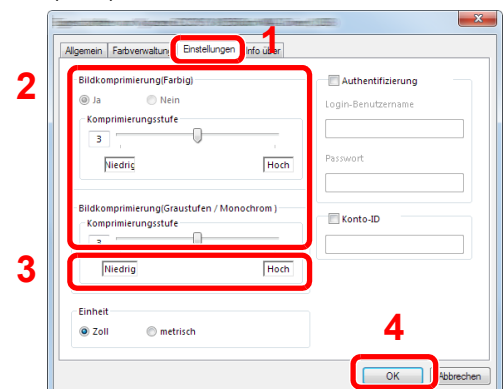 Allgemein Farbverwaltung Einstellungen Info über
1
2
Bildkomprimierung(Farbig)
Ja Nein
Komprimierungsstufe
3
Niedrig Hoch
Bildkomprimierung(Graustufen / Monochrom )
Komprimierungsstufe
3
3
Niedrig Hoch
Einheit
Zoll metrisch
Authentifizierung
Login-Benutzername
Passwort
Konto-ID
4
OK Abbrechen